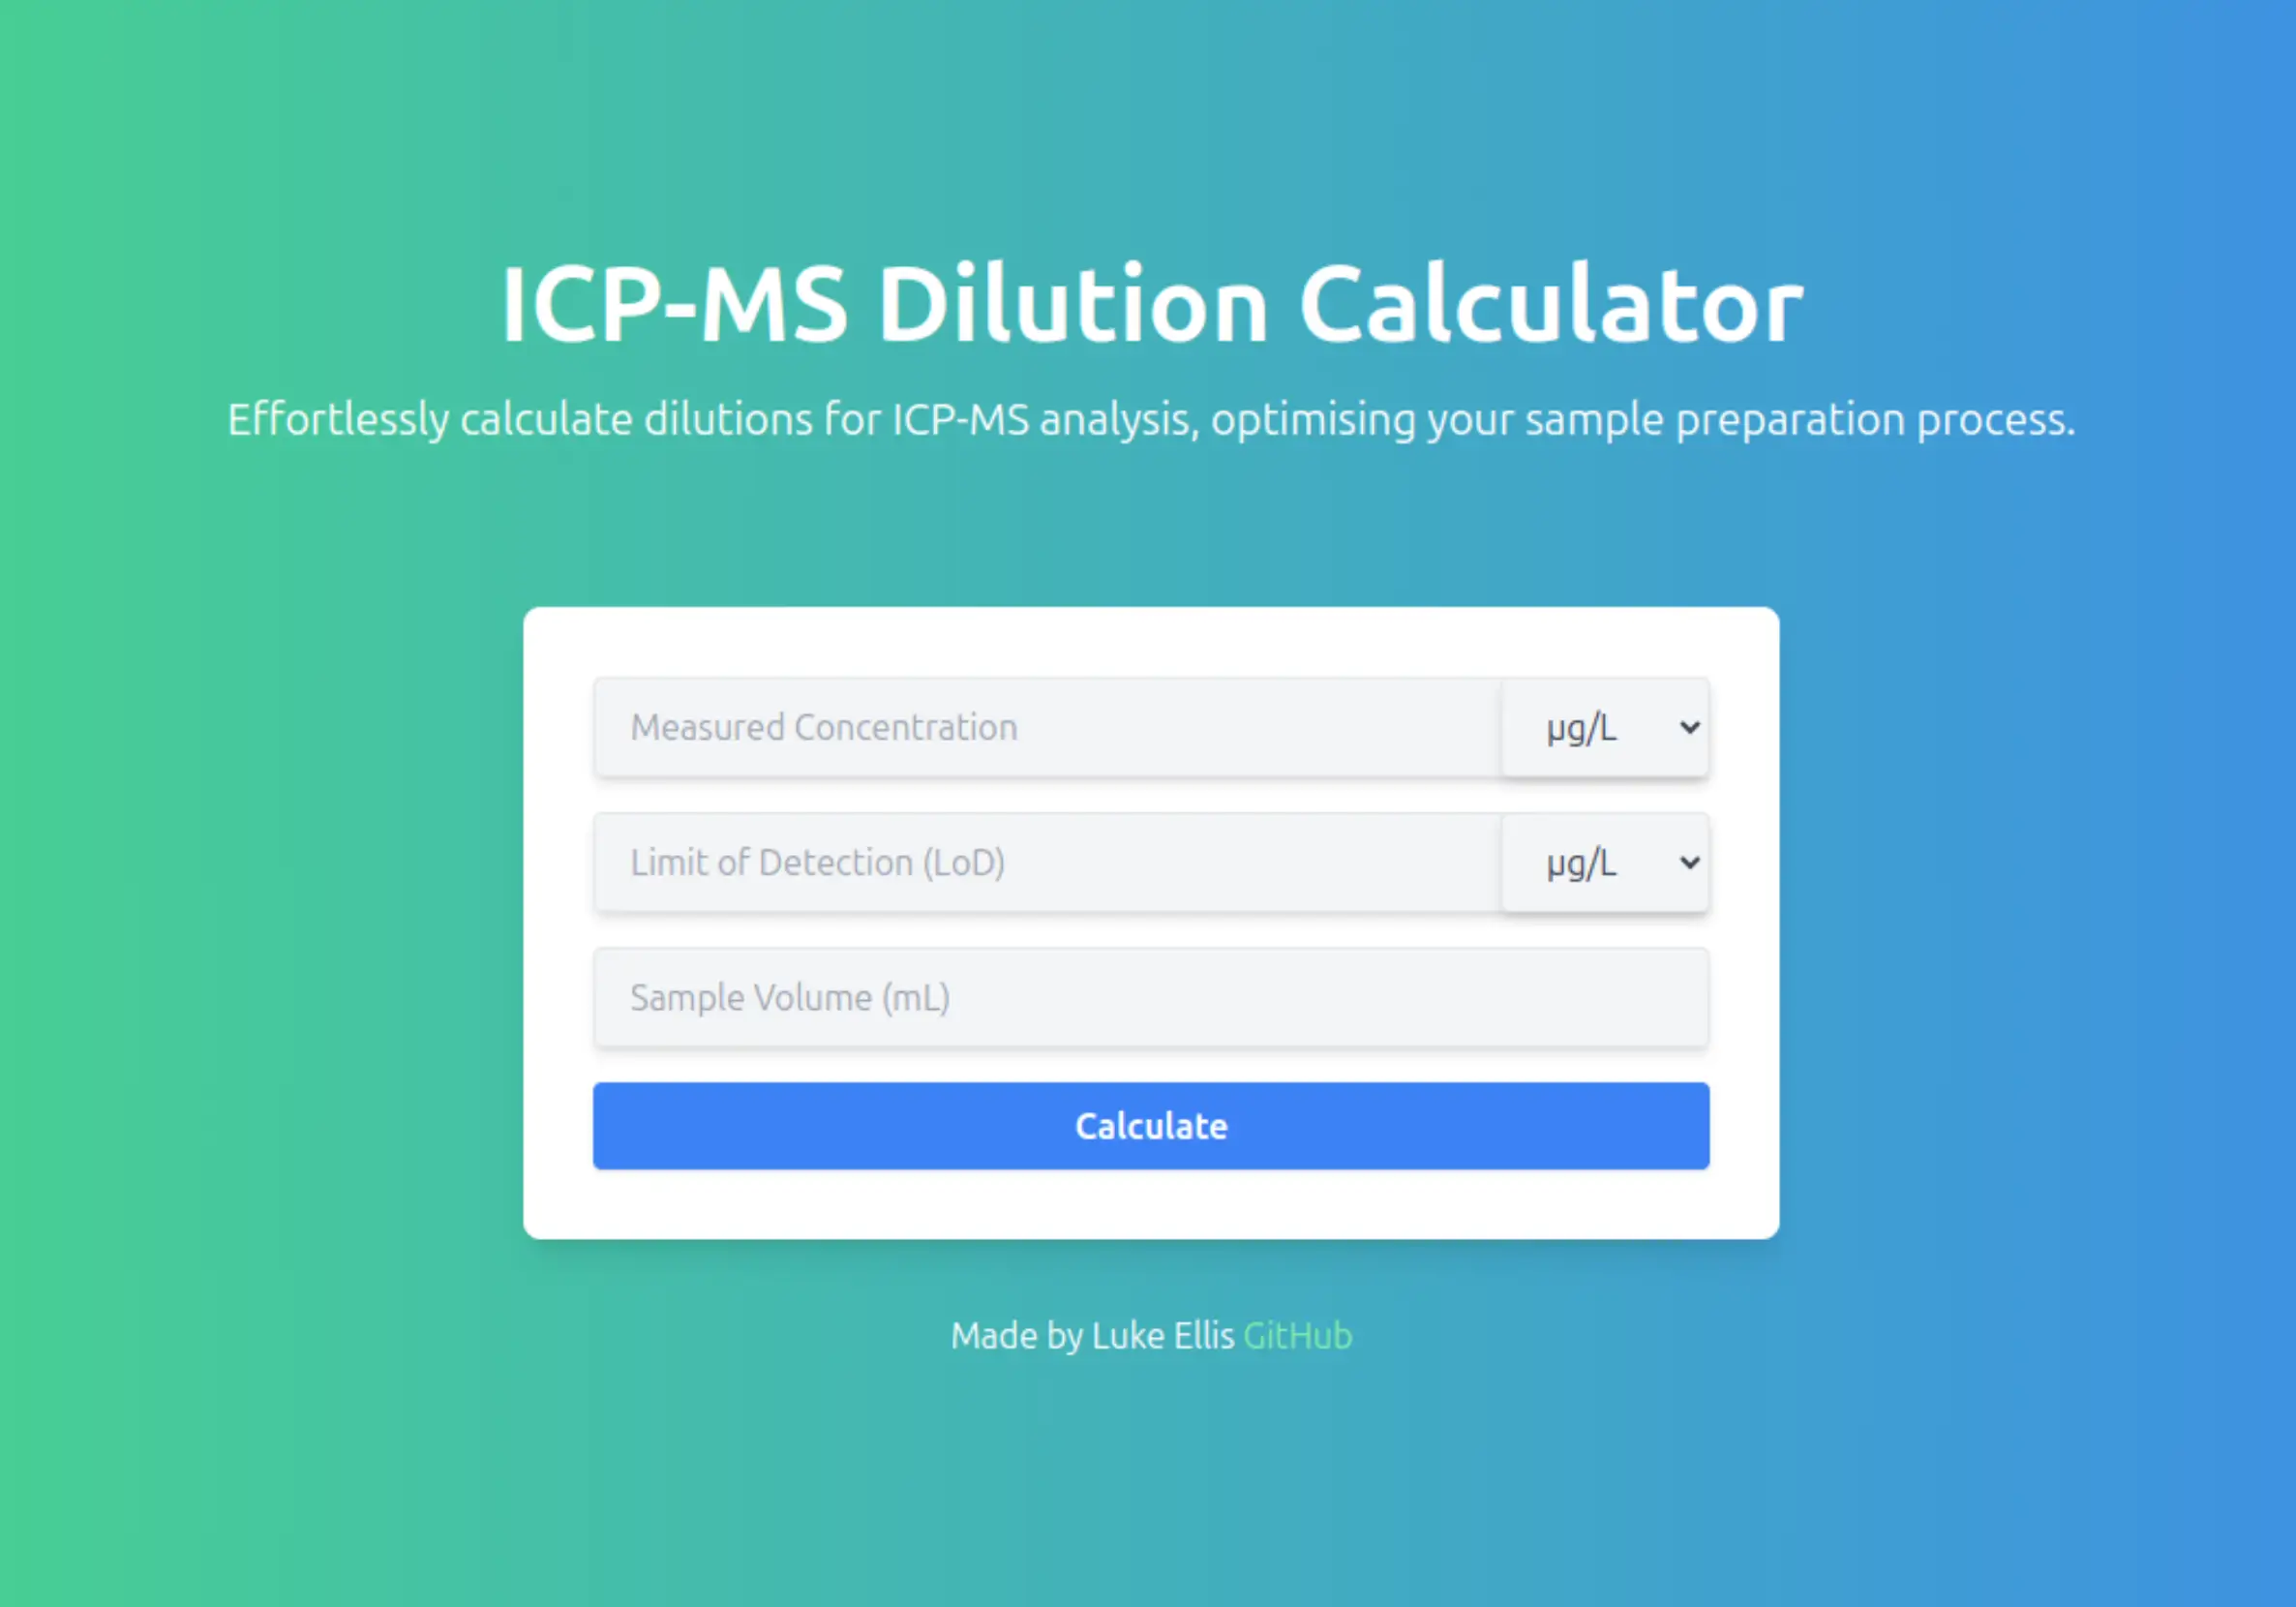 ICP-MS Dilution Calculator
Effortlessly calculate dilutions for ICP-MS analysis, optimising your sample preparation process.
Measured Concentration µg/L
Limit of Detection (LoD) µg/L
Sample Volume (mL)
Calculate
Made by Luke Ellis GitHub